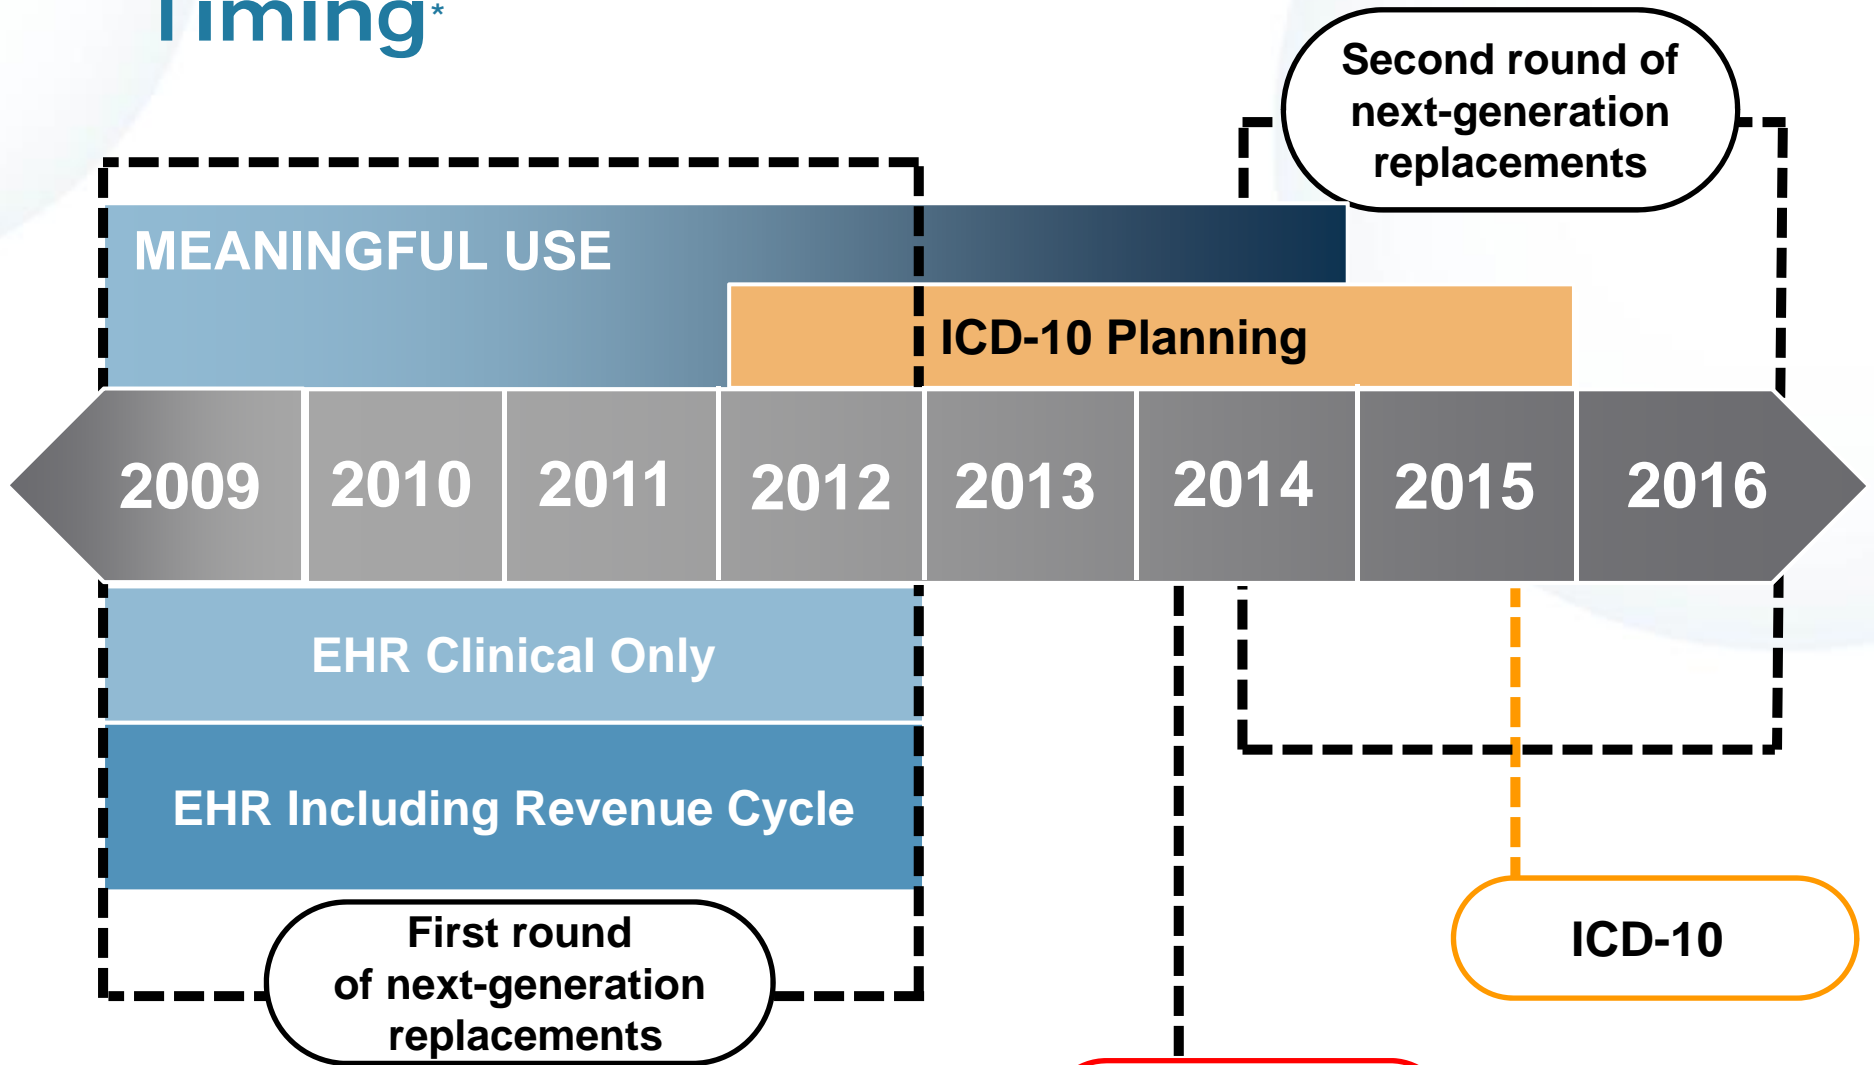 Timing*
Second round of
next-generation
replacements
MEANINGFUL USE
ICD-10 Planning
2009 2010 2011 2012 2013 2014 2015 2016
EHR Clinical Only
EHR Including Revenue Cycle
First round
of next-generation
replacements
ICD-10